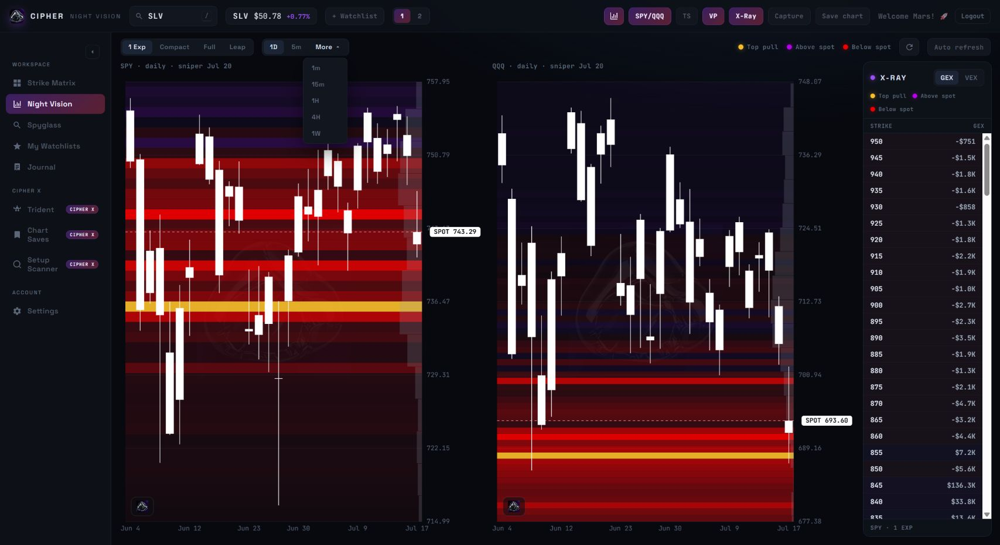 CIPHER NIGHT VISION
SLV /
SLV $50.78 +0.77%
+ Watchlist
1 2
SPY/QQQ
TS
VP
X-Ray
Capture
Save chart
Welcome Mars! 🚀
Logout
WORKSPACE
Strike Matrix
Night Vision
Spyglass
My Watchlists
Journal
CIPHER X
Trident CIPHER X
Chart
Saves CIPHER X
Setup
Scanner CIPHER X
ACCOUNT
Settings
1 Exp Compact Full Leap
1D 5m More
1m
15m
1H
4H
1W
Top pull Above spot Below spot
Auto refresh
SPY · daily · sniper Jul 20
757.95
750.79
SPOT 743.29
736.47
729.31
722.15
714.99
Jun 4 Jun 12 Jun 23 Jun 30 Jul 9 Jul 17
QQQ · daily · sniper Jul 20
748.07
736.29
724.51
712.73
700.94
SPOT 693.60
689.16
677.38
Jun 4 Jun 12 Jun 23 Jun 30 Jul 9 Jul 17
X-RAY GEX VEX
Top pull Above spot
Below spot
STRIKE GEX
950 -$751
945 -$1.5K
940 -$1.8K
935 -$1.6K
930 -$858
925 -$1.3K
920 -$1.8K
915 -$2.2K
910 -$1.9K
905 -$1.0K
900 -$2.7K
895 -$2.3K
890 -$3.5K
885 -$1.9K
880 -$1.3K
875 -$2.1K
870 -$4.7K
865 -$3.2K
860 -$4.4K
855 $7.2K
850 -$5.6K
845 $136.3K
840 $33.8K
835 $13.6K
SPY · 1 EXP